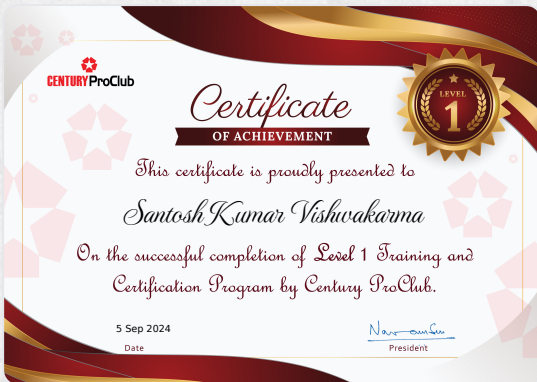 CENTURY ProClub
LEVEL
1
Certificate
OF ACHIEVEMENT
This certificate is proudly presented to
Santosh Kumar Vishwakarma
On the successful completion of Level 1 Training and
Certification Program by Century ProClub.
5 Sep 2024
Date
President